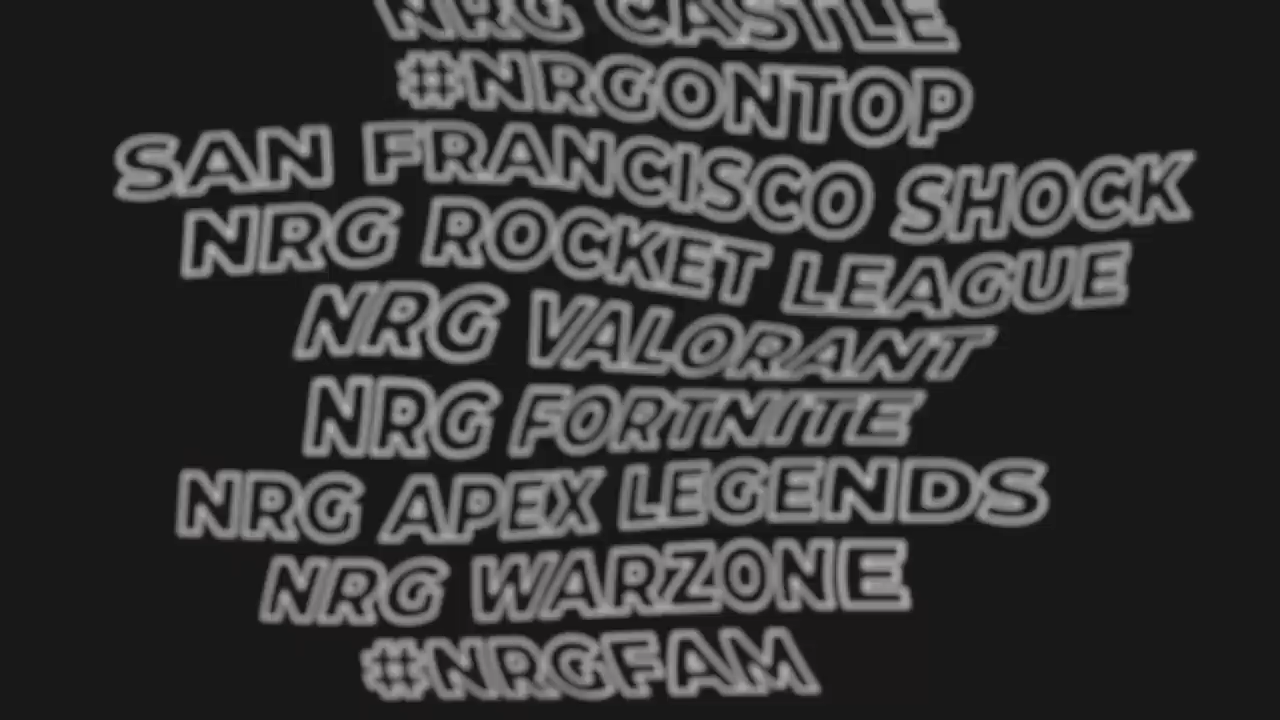 NRG CASTLE
#NRGONTOP
SAN FRANCISCO SHOCK
NRG ROCKET LEAGUE
NRG VALORANT
NRG FORTNITE
NRG APEX LEGENDS
NRG WARZONE
#NRGFAM